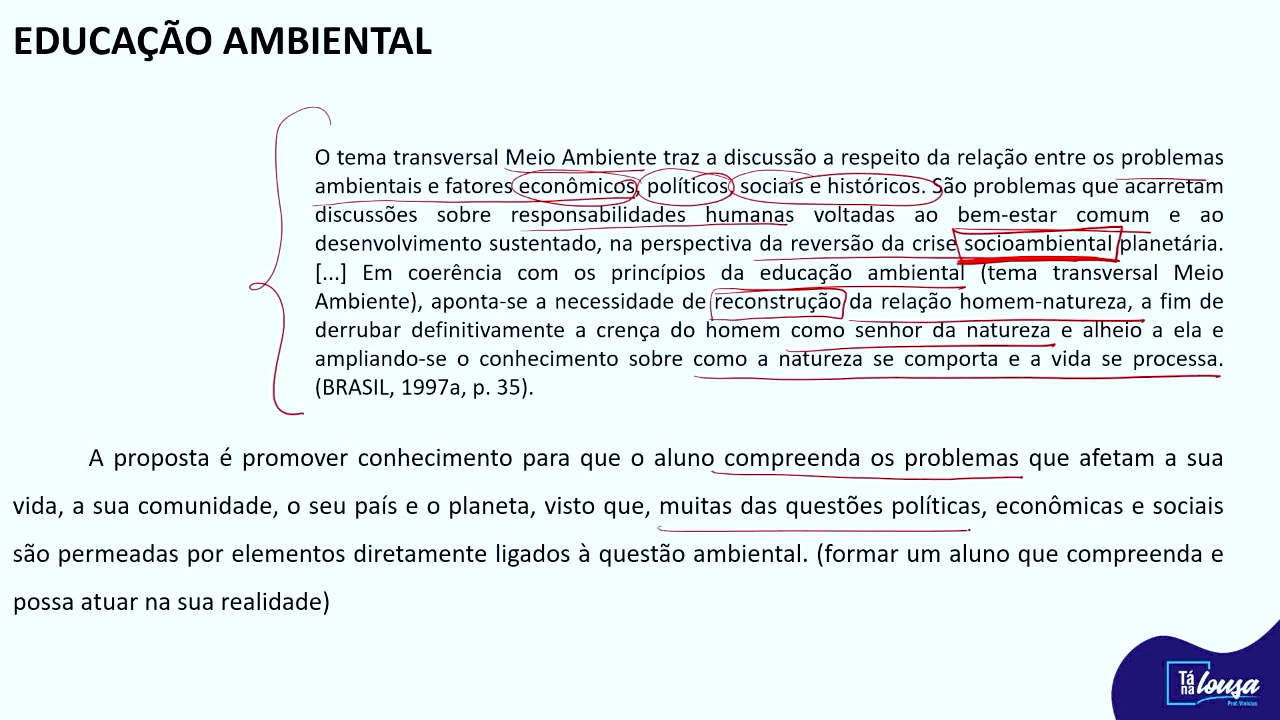 EDUCAÇÃO AMBIENTAL
O tema transversal Meio Ambiente traz a discussão a respeito da relação entre os problemas
ambientais e fatores econômicos, políticos, sociais e históricos. São problemas que acarretam
discussões sobre responsabilidades humanas voltadas ao bem-estar comum e ao
desenvolvimento sustentado, na perspectiva da reversão da crise socioambiental planetária.
[...] Em coerência com os princípios da educação ambiental (tema transversal Meio
Ambiente), aponta-se a necessidade de reconstrução da relação homem-natureza, a fim de
derrubar definitivamente a crença do homem como senhor da natureza e alheio a ela e
ampliando-se o conhecimento sobre como a natureza se comporta e a vida se processa.
(BRASIL, 1997a, p. 35).
A proposta é promover conhecimento para que o aluno compreenda os problemas que afetam a sua
vida, a sua comunidade, o seu país e o planeta, visto que, muitas das questões políticas, econômicas e sociais
são permeadas por elementos diretamente ligados à questão ambiental. (formar um aluno que compreenda e
possa atuar na sua realidade)
Tá
na lousa
Prof. Vinícius